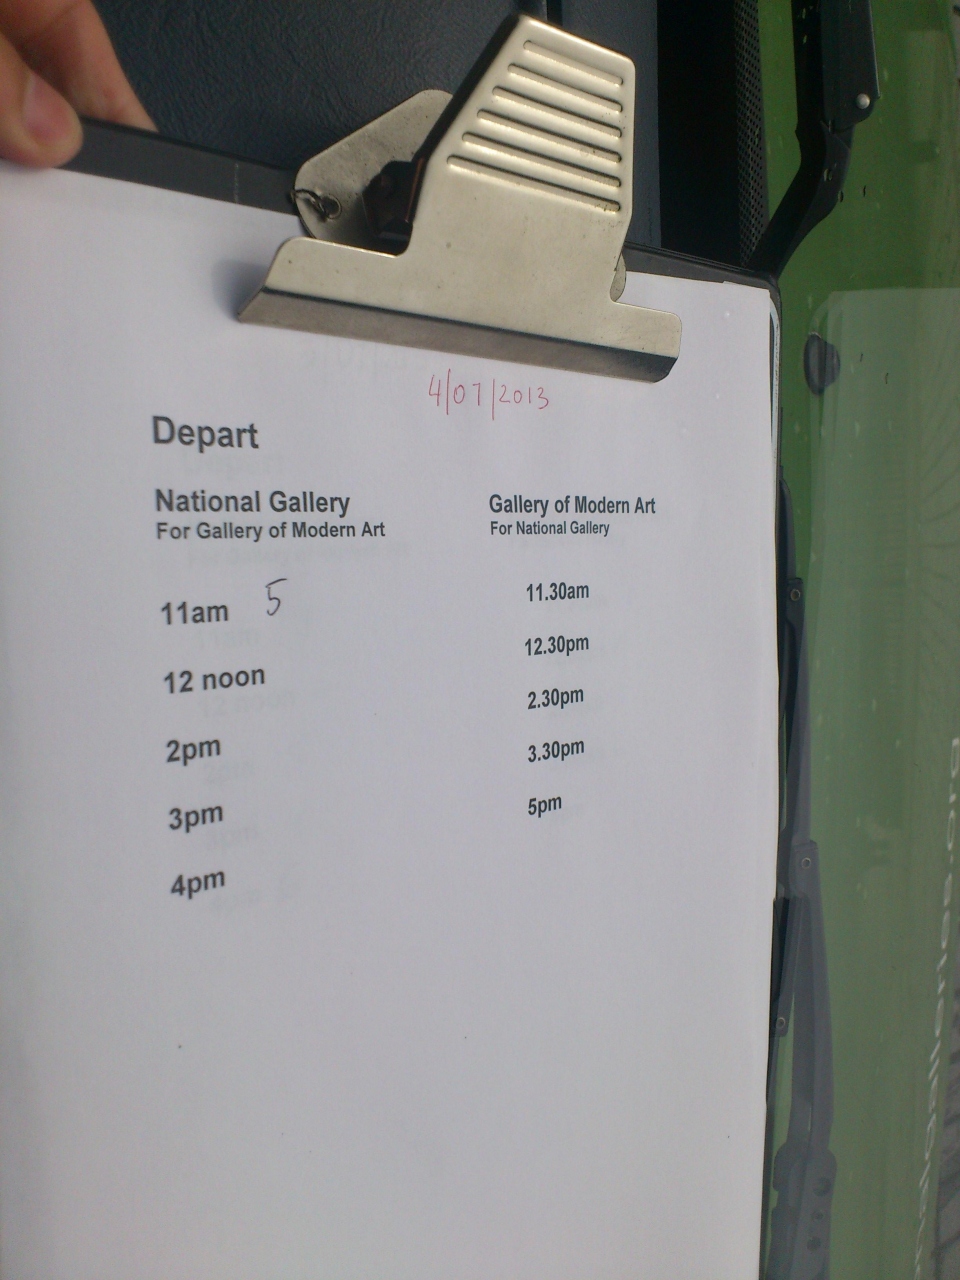 4/07/2013
Depart
National Gallery
For Gallery of Modern Art
11am 5
12 noon
2pm
3pm
4pm
Gallery of Modern Art
For National Gallery
11.30am
12.30pm
2.30pm
3.30pm
5pm